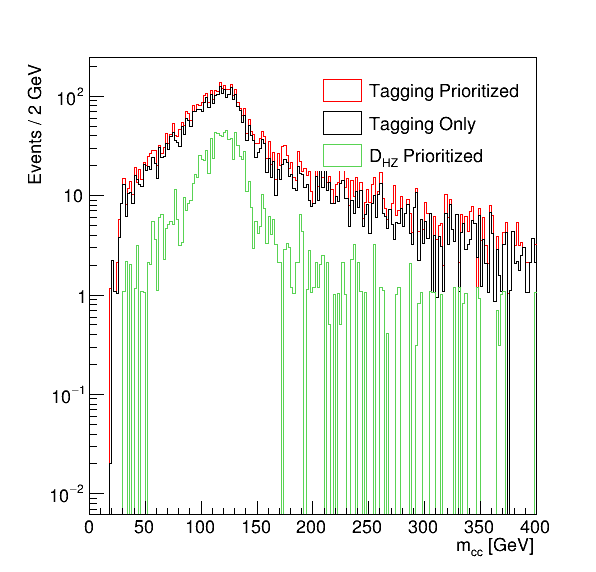 Events / 2 GeV
10²
10
1
10⁻¹
10⁻²
Tagging Prioritized
Tagging Only
D_HZ Prioritized
0 50 100 150 200 250 300 350 400
m_cc [GeV]